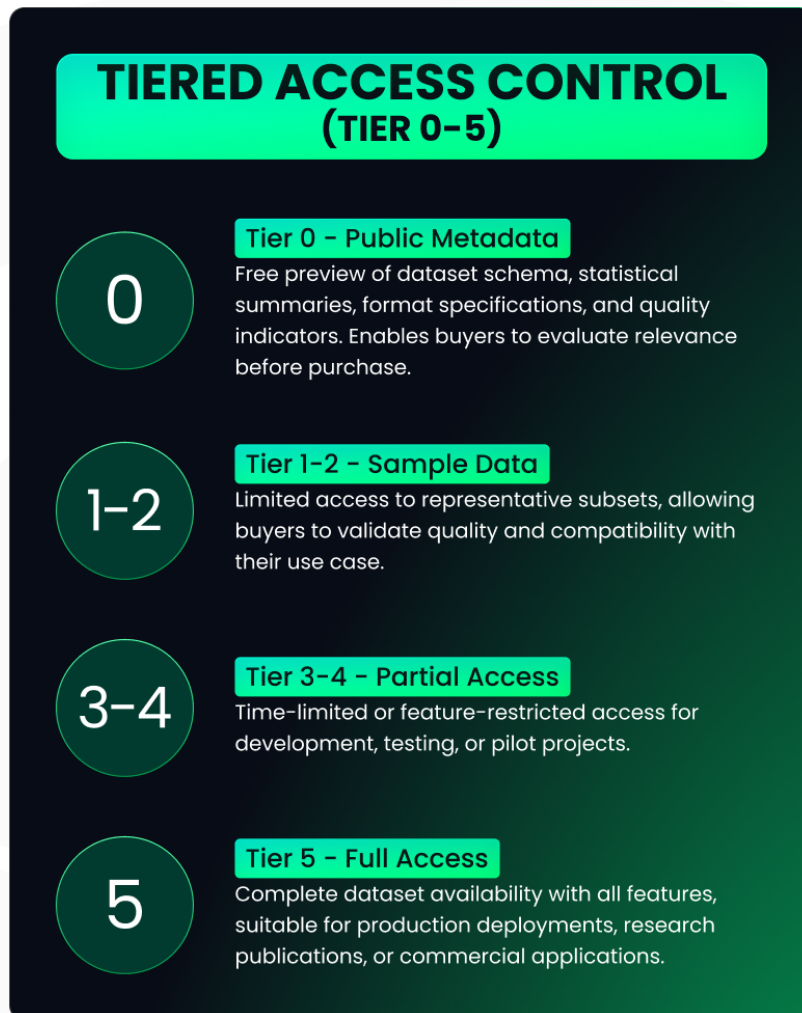 TIERED ACCESS CONTROL
(TIER 0-5)
0
Tier 0 - Public Metadata
Free preview of dataset schema, statistical
summaries, format specifications, and quality
indicators. Enables buyers to evaluate relevance
before purchase.
1-2
Tier 1-2 - Sample Data
Limited access to representative subsets, allowing
buyers to validate quality and compatibility with
their use case.
3-4
Tier 3-4 - Partial Access
Time-limited or feature-restricted access for
development, testing, or pilot projects.
5
Tier 5 - Full Access
Complete dataset availability with all features,
suitable for production deployments, research
publications, or commercial applications.